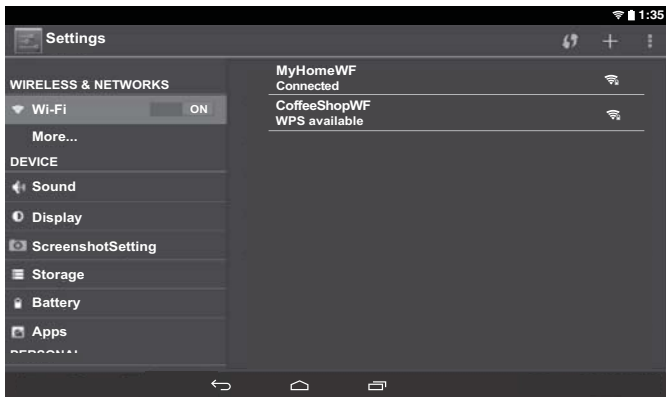 1:35
Settings
WIRELESS & NETWORKS
Wi-Fi ON
More...
DEVICE
Sound
Display
ScreenshotSetting
Storage
Battery
Apps
PERSONAL
MyHomeWF
Connected
CoffeeShopWF
WPS available